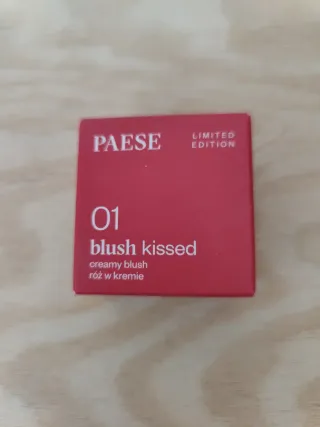 PAESE
LIMITED
EDITION
01
blush kissed
creamy blush
róż w kremie